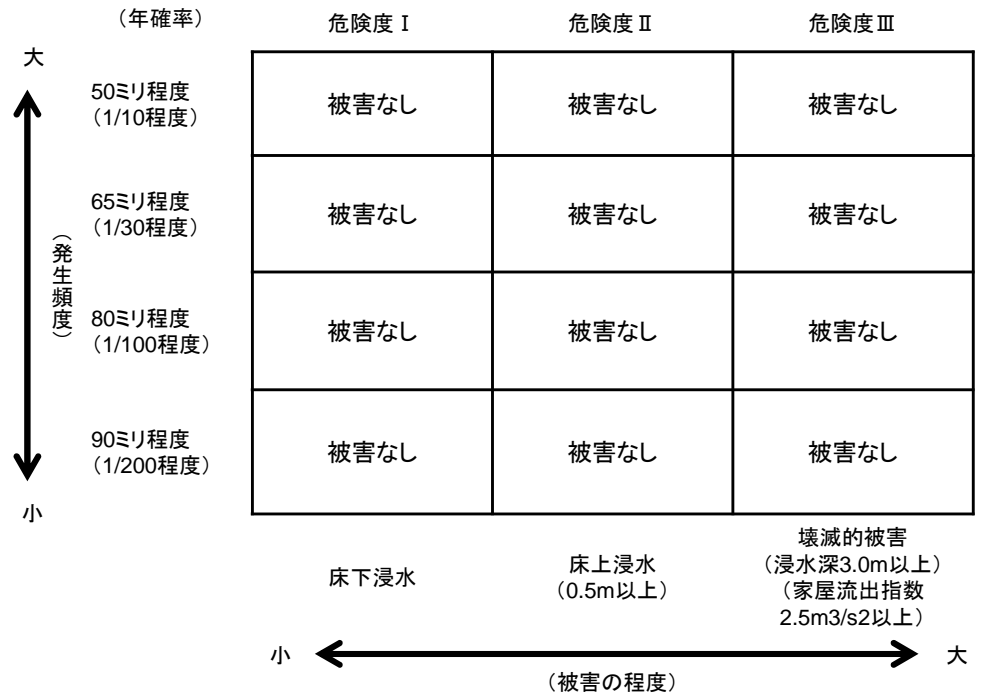 （年確率）
危険度Ⅰ
危険度Ⅱ
危険度Ⅲ
大
50ミリ程度
（1/10程度）
被害なし
被害なし
被害なし
65ミリ程度
（1/30程度）
被害なし
被害なし
被害なし
（発生頻度）
80ミリ程度
（1/100程度）
被害なし
被害なし
被害なし
90ミリ程度
（1/200程度）
被害なし
被害なし
被害なし
小
床下浸水
床上浸水
（0.5m以上）
壊滅的被害
（浸水深3.0m以上）
（家屋流出指数
2.5m3/s2以上）
小
大
（被害の程度）